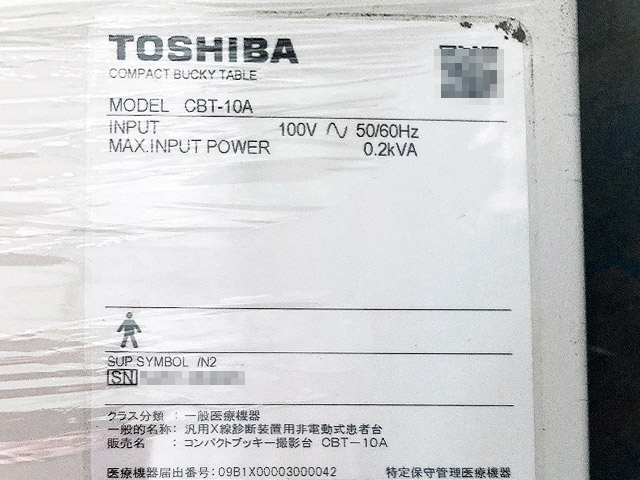 TOSHIBA
COMPACT BUCKY TABLE
MODEL CBT-10A
INPUT 100V ∿ 50/60Hz
MAX.INPUT POWER 0.2kVA
SUP.SYMBOL /N2
SN
クラス分類 : 一般医療機器
一般的名称: 汎用X線診断装置用非電動式患者台
販売名 : コンパクトブッキー撮影台 CBT-10A
医療機器届出番号: 09B1X00003000042 特定保守管理医療機器